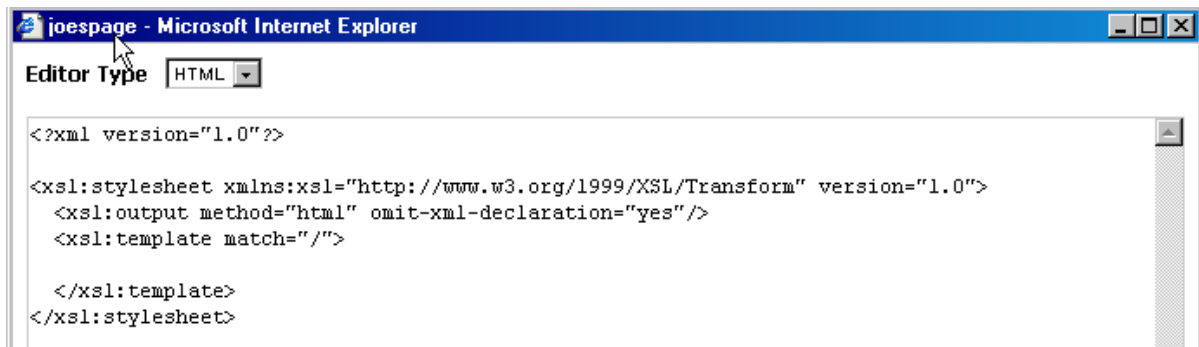 joespage - Microsoft Internet Explorer
Editor Type HTML
<?xml version="1.0"?>
<xsl:stylesheet xmlns:xsl="http://www.w3.org/1999/XSL/Transform" version="1.0">
<xsl:output method="html" omit-xml-declaration="yes"/>
<xsl:template match="/">
</xsl:template>
</xsl:stylesheet>